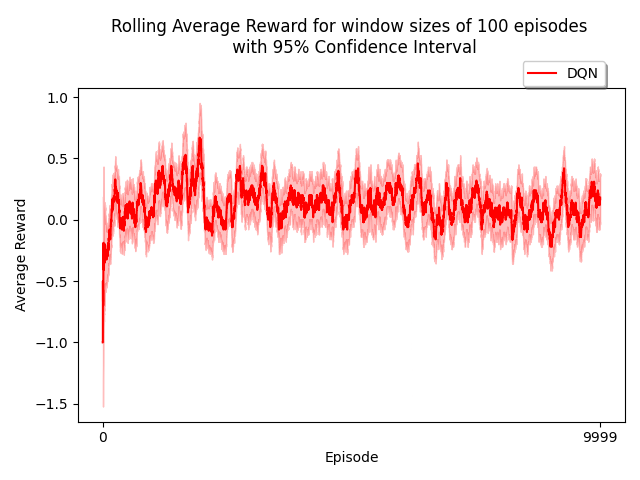 Rolling Average Reward for window sizes of 100 episodes
with 95% Confidence Interval
DQN
1.0
0.5
0.0
−0.5
−1.0
−1.5
Average Reward
0
9999
Episode